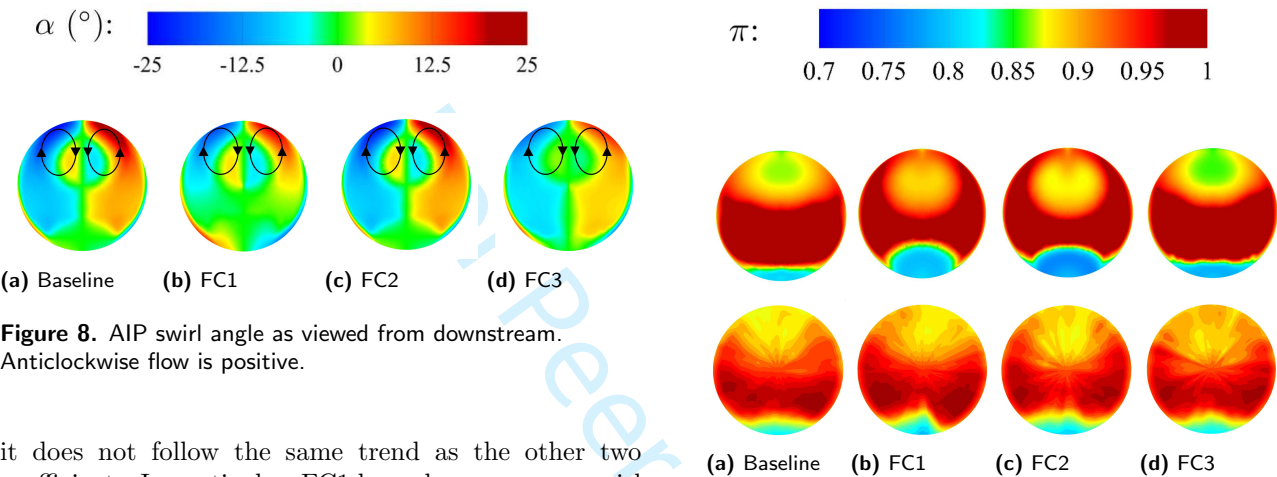 α (°):
-25 -12.5 0 12.5 25
(a) Baseline (b) FC1 (c) FC2 (d) FC3
Figure 8. AIP swirl angle as viewed from downstream.
Anticlockwise flow is positive.
it does not follow the same trend as the other two
π:
0.7 0.75 0.8 0.85 0.9 0.95 1
(a) Baseline (b) FC1 (c) FC2 (d) FC3
Peer